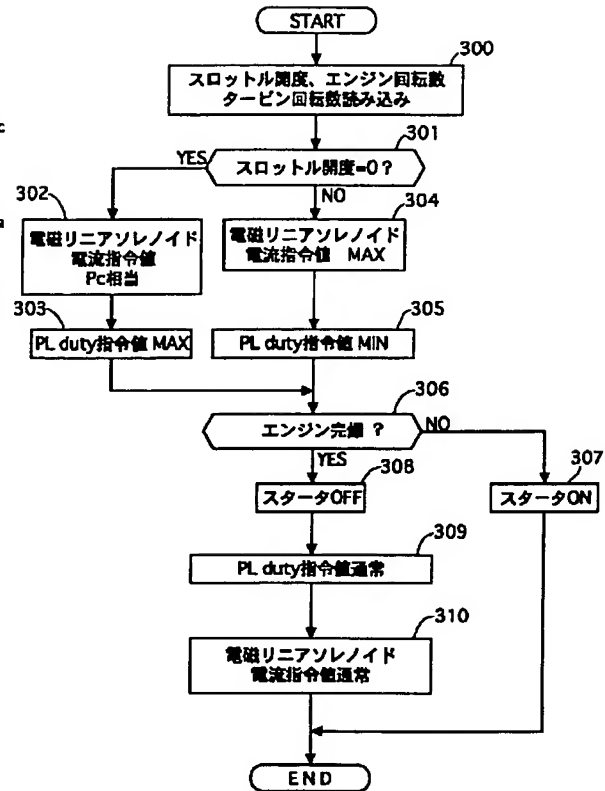 START
300
スロットル開度、エンジン回転数
タービン回転数読み込み
301
スロットル開度=0？
YES
NO
302
電磁リニアソレノイド
電流指令値
Pc相当
304
電磁リニアソレノイド
電流指令値 MAX
303
PL duty指令値 MAX
305
PL duty指令値 MIN
306
エンジン完爆 ？
NO
YES
308
スタータOFF
307
スタータON
309
PL duty指令値通常
310
電磁リニアソレノイド
電流指令値通常
END